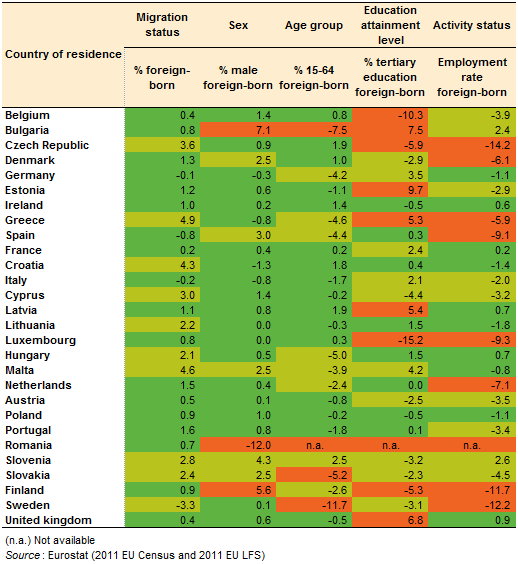 Country of residence Migration status Sex Age group Education attainment level Activity status
% foreign-born % male foreign-born % 15-64 foreign-born % tertiary education foreign-born Employment rate foreign-born
Belgium 0.4 1.4 0.8 -10.3 -3.9
Bulgaria 0.8 7.1 -7.5 7.5 2.4
Czech Republic 3.6 0.9 1.9 -5.9 -14.2
Denmark 1.3 2.5 1.0 -2.9 -6.1
Germany -0.1 -0.3 -4.2 3.5 -1.1
Estonia 1.2 0.6 -1.1 9.7 -2.9
Ireland 1.0 0.2 1.4 -0.5 0.6
Greece 4.9 -0.8 -4.6 5.3 -5.9
Spain -0.8 3.0 -4.4 0.3 -9.1
France 0.2 0.4 0.2 2.4 0.2
Croatia 4.3 -1.3 1.8 0.4 -1.4
Italy -0.2 -0.8 -1.7 2.1 -2.0
Cyprus 3.0 1.4 -0.2 -4.4 -3.2
Latvia 1.1 0.8 1.9 5.4 0.7
Lithuania 2.2 0.0 -0.3 1.5 -1.8
Luxembourg 0.8 0.0 0.3 -15.2 -9.3
Hungary 2.1 0.5 -5.0 1.5 0.7
Malta 4.6 2.5 -3.9 4.2 -0.8
Netherlands 1.5 0.4 -2.4 0.0 -7.1
Austria 0.5 0.1 -0.8 -2.5 -3.5
Poland 0.9 1.0 -0.2 -0.5 -1.1
Portugal 1.6 0.8 -1.8 0.1 -3.4
Romania 0.7 -12.0 n.a. n.a. n.a.
Slovenia 2.8 4.3 2.5 -3.2 2.6
Slovakia 2.4 2.5 -5.2 -2.3 -4.5
Finland 0.9 5.6 -2.6 -5.3 -11.7
Sweden -3.3 0.1 -11.7 -3.1 -12.2
United kingdom 0.4 0.6 -0.5 6.8 0.9
(n.a.) Not available
Source : Eurostat (2011 EU Census and 2011 EU LFS)